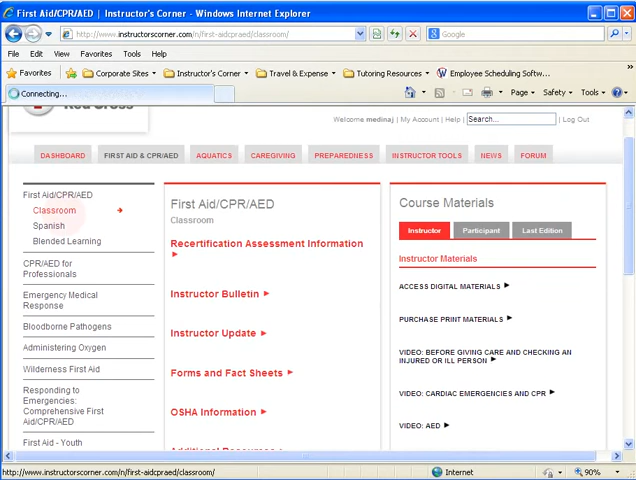 First Aid/CPR/AED | Instructor's Corner - Windows Internet Explorer
http://www.instructorscorner.com/n/first-aidcpraed/classroom/
Google
File Edit View Favorites Tools Help
Favorites Corporate Sites Instructor's Corner Travel & Expense Tutoring Resources Employee Scheduling Softw...
Connecting... Page Safety Tools
Red Cross
Welcome medinaj | My Account | Help | Search... | Log Out
DASHBOARD FIRST AID & CPR/AED AQUATICS CAREGIVING PREPAREDNESS INSTRUCTOR TOOLS NEWS FORUM
First Aid/CPR/AED
Classroom
Spanish
Blended Learning
CPR/AED for
Professionals
Emergency Medical
Response
Bloodborne Pathogens
Administering Oxygen
Wilderness First Aid
Responding to
Emergencies:
Comprehensive First
Aid/CPR/AED
First Aid - Youth
First Aid/CPR/AED
Classroom
Recertification Assessment Information
Instructor Bulletin
Instructor Update
Forms and Fact Sheets
OSHA Information
Additional Resources
Course Materials
Instructor Participant Last Edition
Instructor Materials
ACCESS DIGITAL MATERIALS
PURCHASE PRINT MATERIALS
VIDEO: BEFORE GIVING CARE AND CHECKING AN
INJURED OR ILL PERSON
VIDEO: CARDIAC EMERGENCIES AND CPR
VIDEO: AED
http://www.instructorscorner.com/n/first-aidcpraed/classroom/ Internet 90%